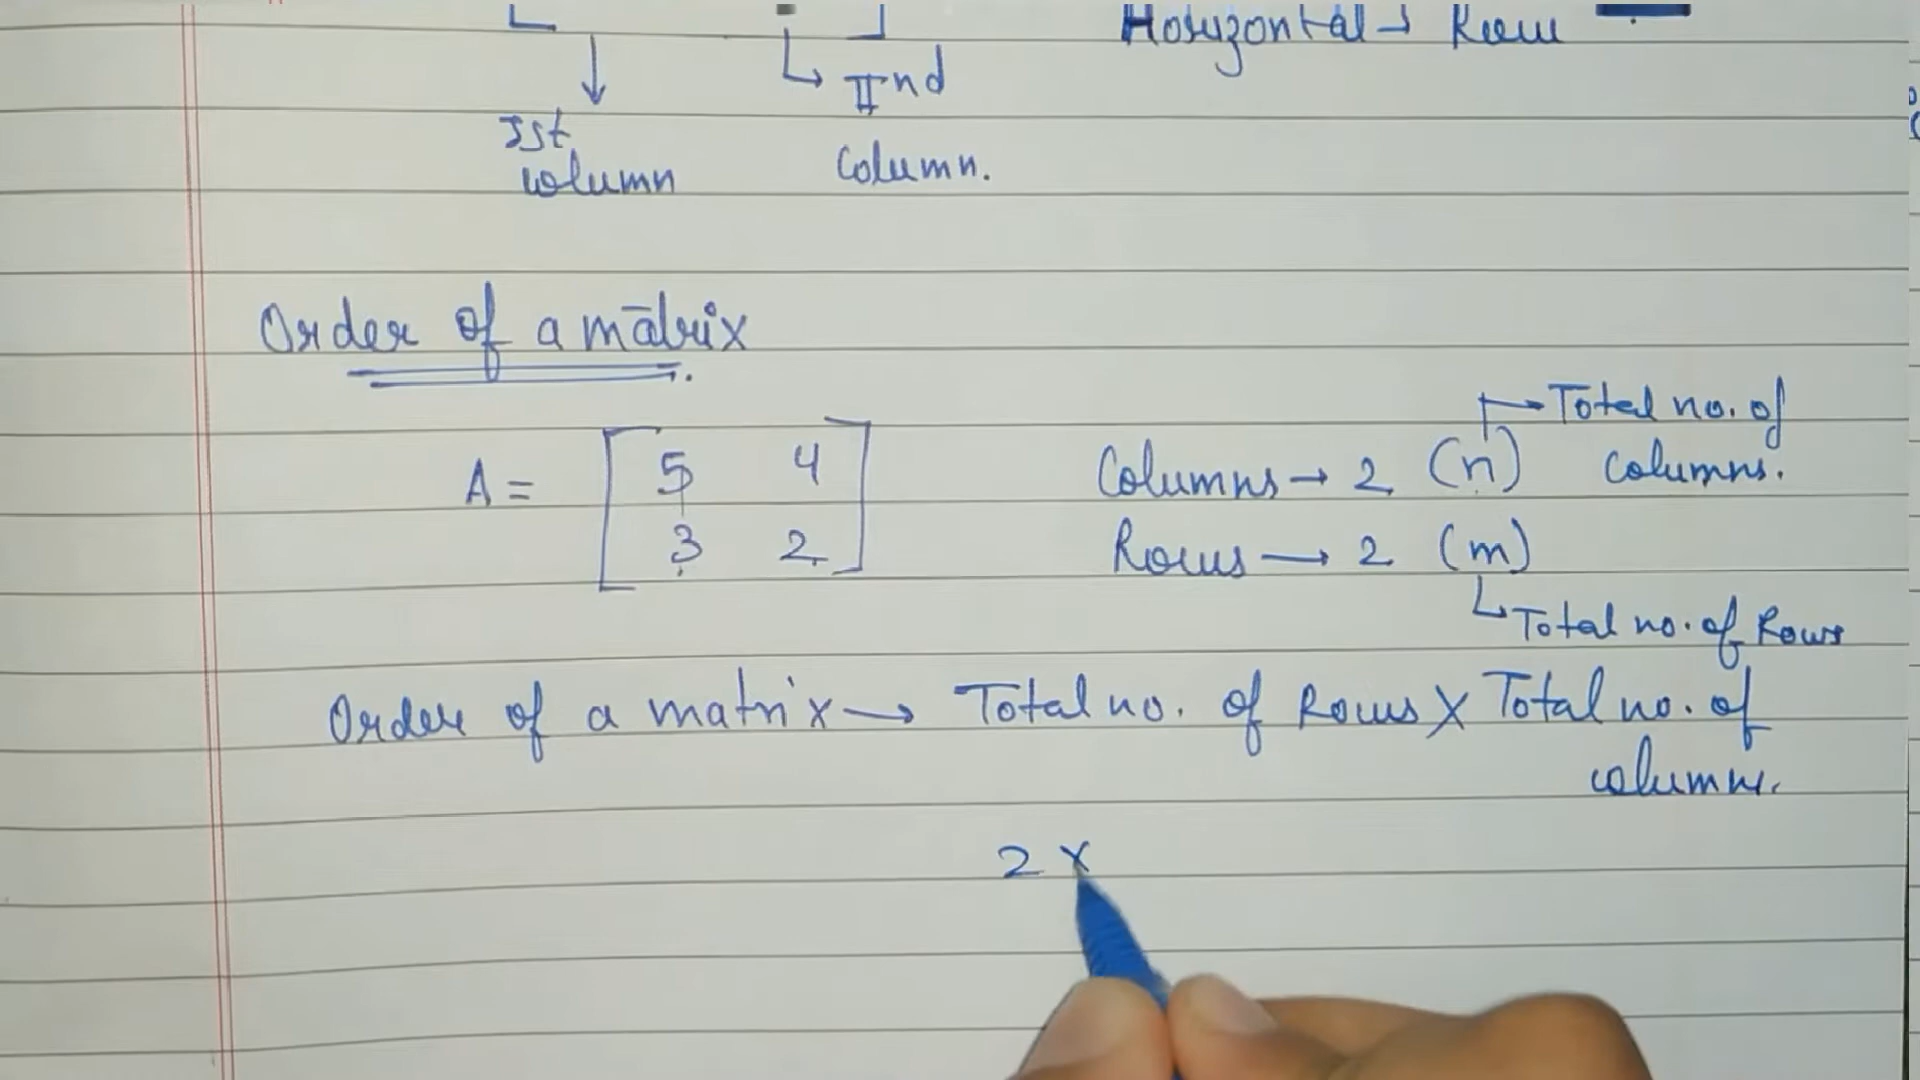 Horizontal → Row
IInd
Ist
column
Column.
Order of a matrix
A = [ 5 4
3 2 ]
Total no. of
columns.
Columns → 2 (n)
Rows → 2 (m)
Total no. of Rows
Order of a matrix → Total no. of Rows X Total no. of
columns.
2 x